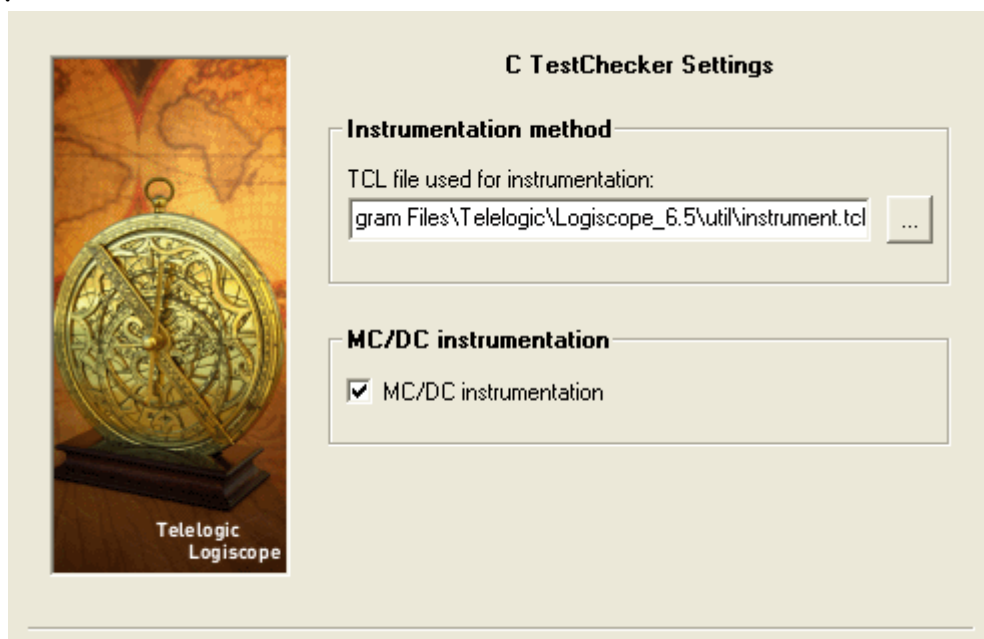 C TestChecker Settings
Instrumentation method
TCL file used for instrumentation:
gram Files\Telelogic\Logiscope_6.5\util\instrument.tcl
...
MC/DC instrumentation
MC/DC instrumentation
Telelogic
Logiscope